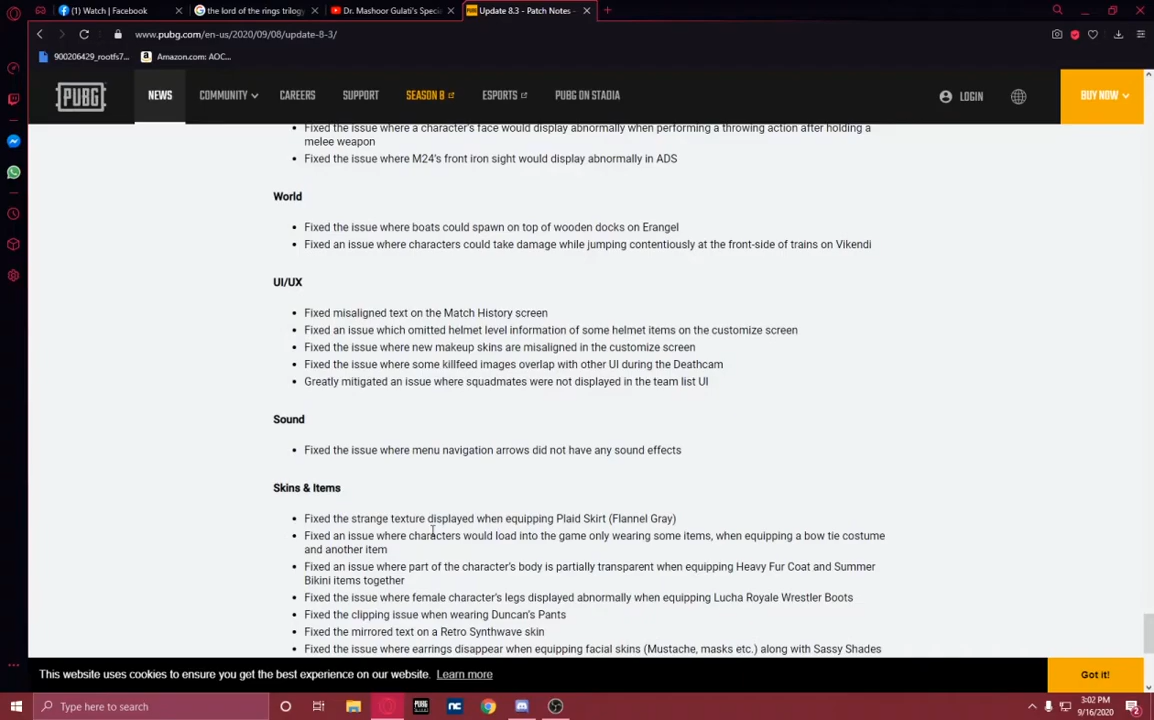 (1) Watch | Facebook
the lord of the rings trilogy
Dr. Mashoor Gulati's Speci
Update 8.3 - Patch Notes -
www.pubg.com/en-us/2020/09/08/update-8-3/
900206429_rootfs7...
Amazon.com: AOC...
PUBG
NEWS
COMMUNITY
CAREERS
SUPPORT
SEASON 8
ESPORTS
PUBG ON STADIA
LOGIN
BUY NOW
• Fixed the issue where a character's face would display abnormally when performing a throwing action after holding a
melee weapon
• Fixed the issue where M24's front iron sight would display abnormally in ADS
World
• Fixed the issue where boats could spawn on top of wooden docks on Erangel
• Fixed an issue where characters could take damage while jumping contentiously at the front-side of trains on Vikendi
UI/UX
• Fixed misaligned text on the Match History screen
• Fixed an issue which omitted helmet level information of some helmet items on the customize screen
• Fixed the issue where new makeup skins are misaligned in the customize screen
• Fixed the issue where some killfeed images overlap with other UI during the Deathcam
• Greatly mitigated an issue where squadmates were not displayed in the team list UI
Sound
• Fixed the issue where menu navigation arrows did not have any sound effects
Skins & Items
• Fixed the strange texture displayed when equipping Plaid Skirt (Flannel Gray)
• Fixed an issue where characters would load into the game only wearing some items, when equipping a bow tie costume
and another item
• Fixed an issue where part of the character's body is partially transparent when equipping Heavy Fur Coat and Summer
Bikini items together
• Fixed the issue where female character's legs displayed abnormally when equipping Lucha Royale Wrestler Boots
• Fixed the clipping issue when wearing Duncan's Pants
• Fixed the mirrored text on a Retro Synthwave skin
• Fixed the issue where earrings disappear when equipping facial skins (Mustache, masks etc.) along with Sassy Shades
This website uses cookies to ensure you get the best experience on our website. Learn more
Got it!
Type here to search
PUBG
NC
3:02 PM
9/16/2020
2